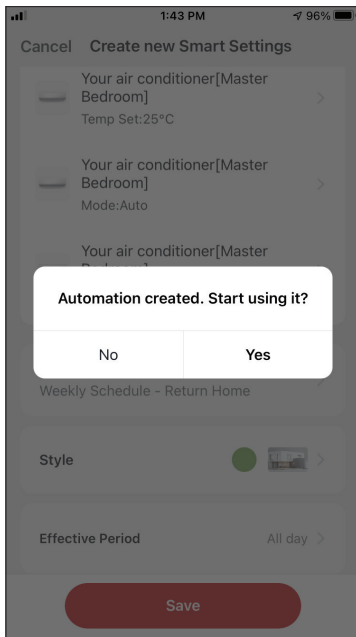 1:43 PM
96%
Cancel Create new Smart Settings
Your air conditioner[Master
Bedroom]
Temp Set:25°C
Your air conditioner[Master
Bedroom]
Mode:Auto
Your air conditioner[Master
Automation created. Start using it?
No
Yes
Weekly Schedule - Return Home
Style
Effective Period
All day
Save